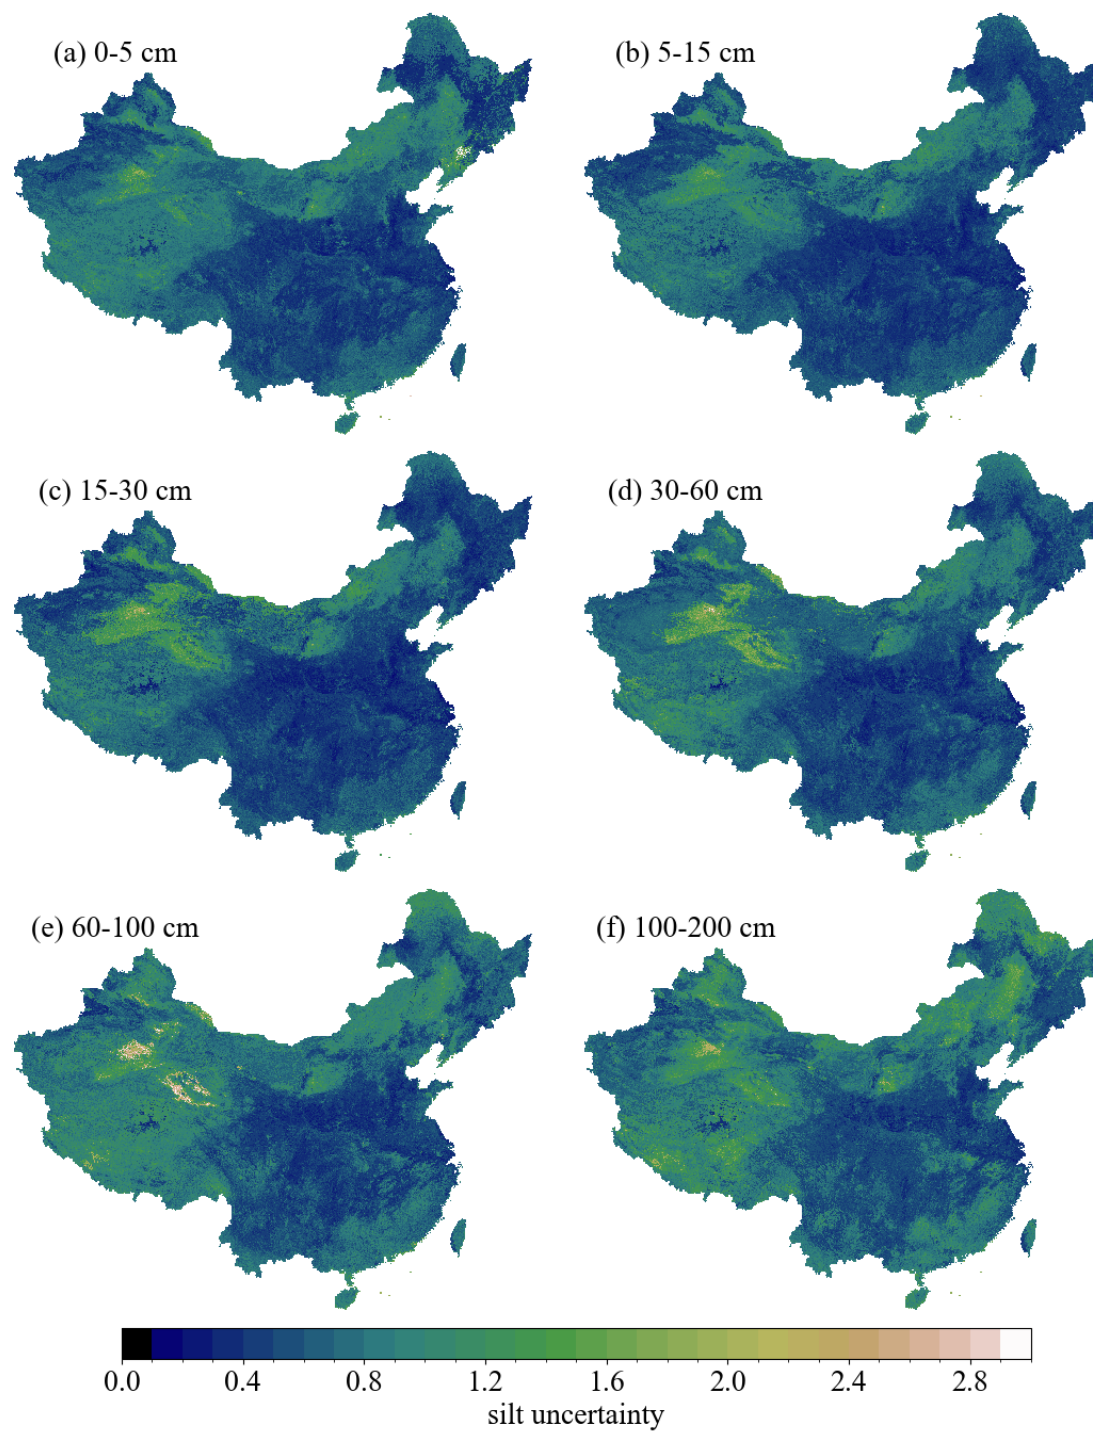 (a) 0-5 cm
(b) 5-15 cm
(c) 15-30 cm
(d) 30-60 cm
(e) 60-100 cm
(f) 100-200 cm
0.0 0.4 0.8 1.2 1.6 2.0 2.4 2.8
silt uncertainty